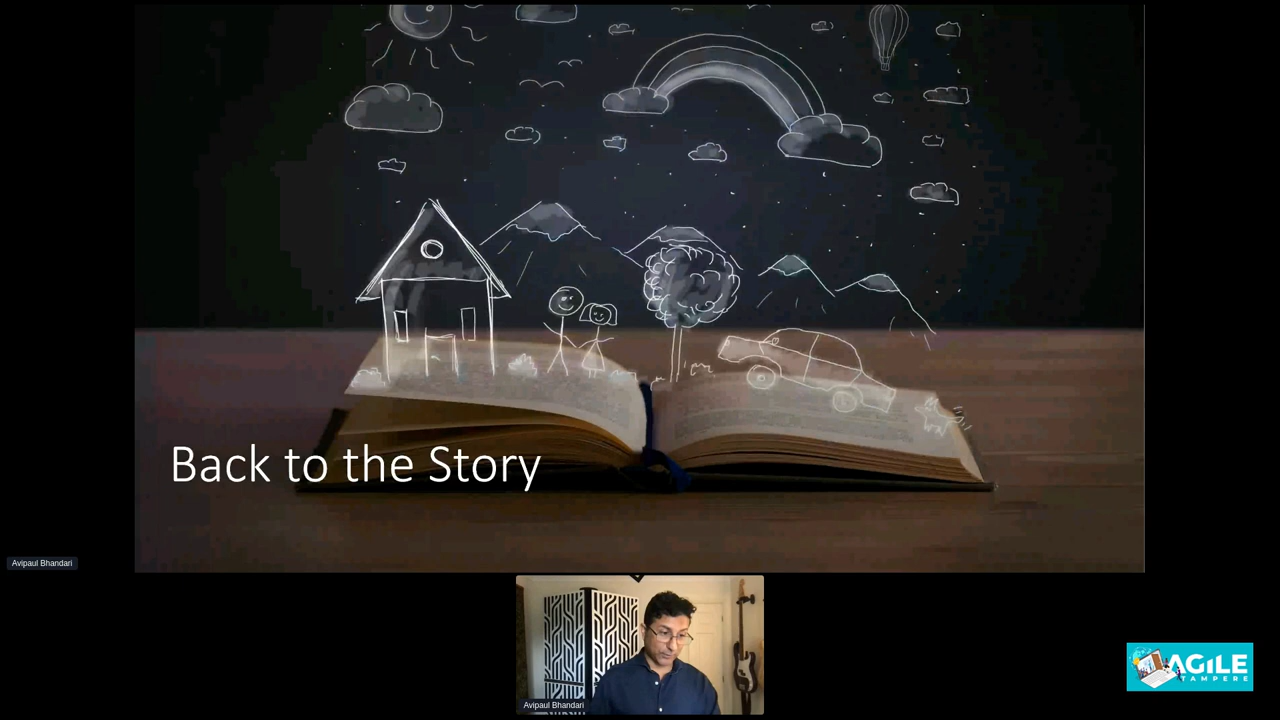 Back to the Story
Avipaul Bhandari
Avipaul Bhandari
AGILE
TAMPERE